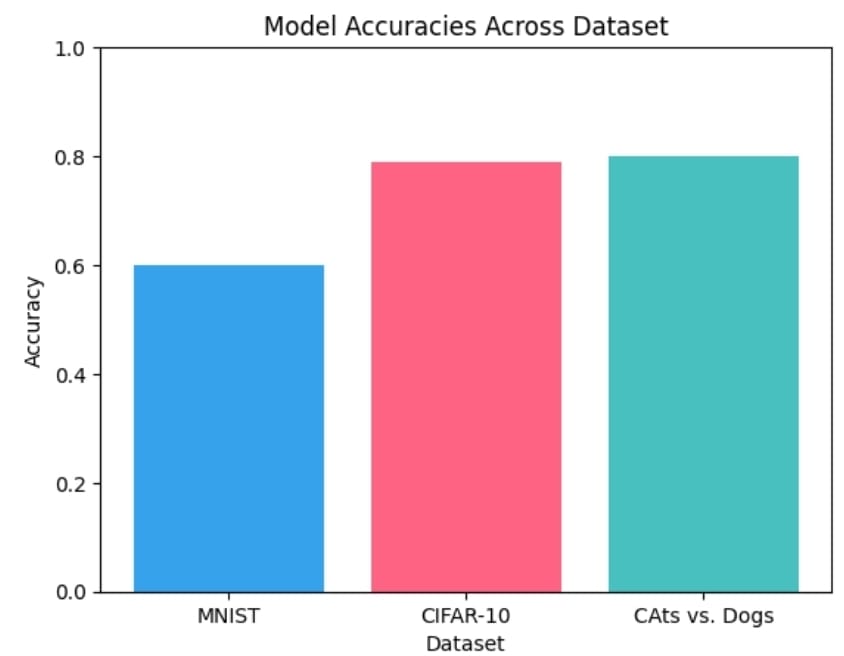 Model Accuracies Across Dataset
1.0
0.8
0.6
0.4
0.2
0.0
Accuracy
MNIST CIFAR-10 CAts vs. Dogs
Dataset